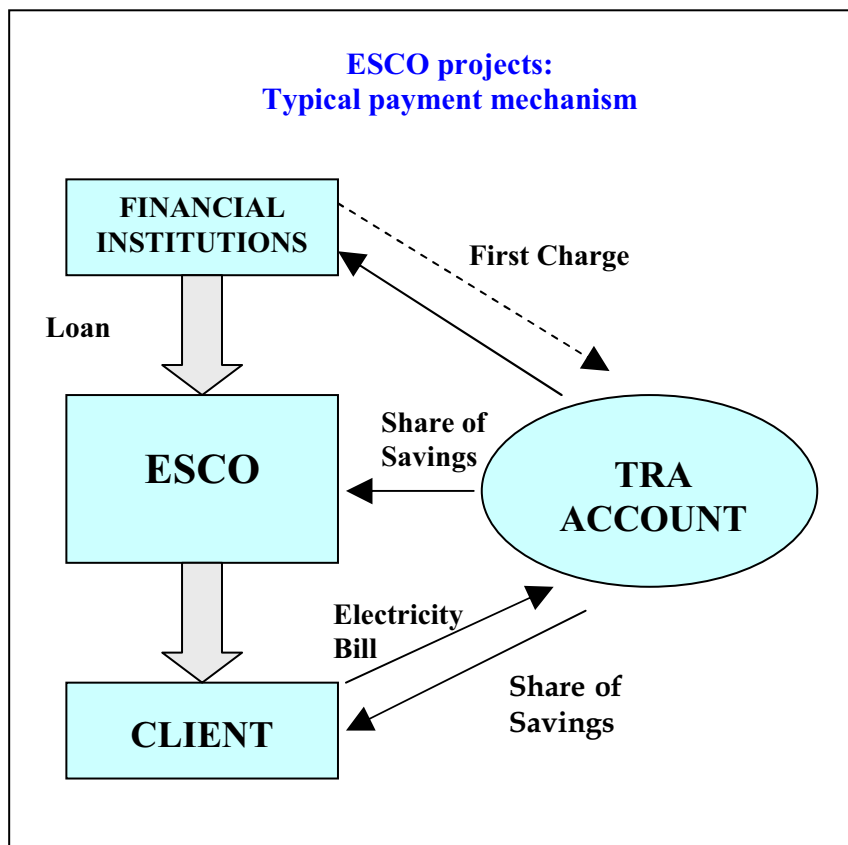 ESCO projects:
Typical payment mechanism
FINANCIAL
INSTITUTIONS
First Charge
Loan
Share of
Savings
ESCO
TRA
ACCOUNT
Electricity
Bill
Share of
Savings
CLIENT